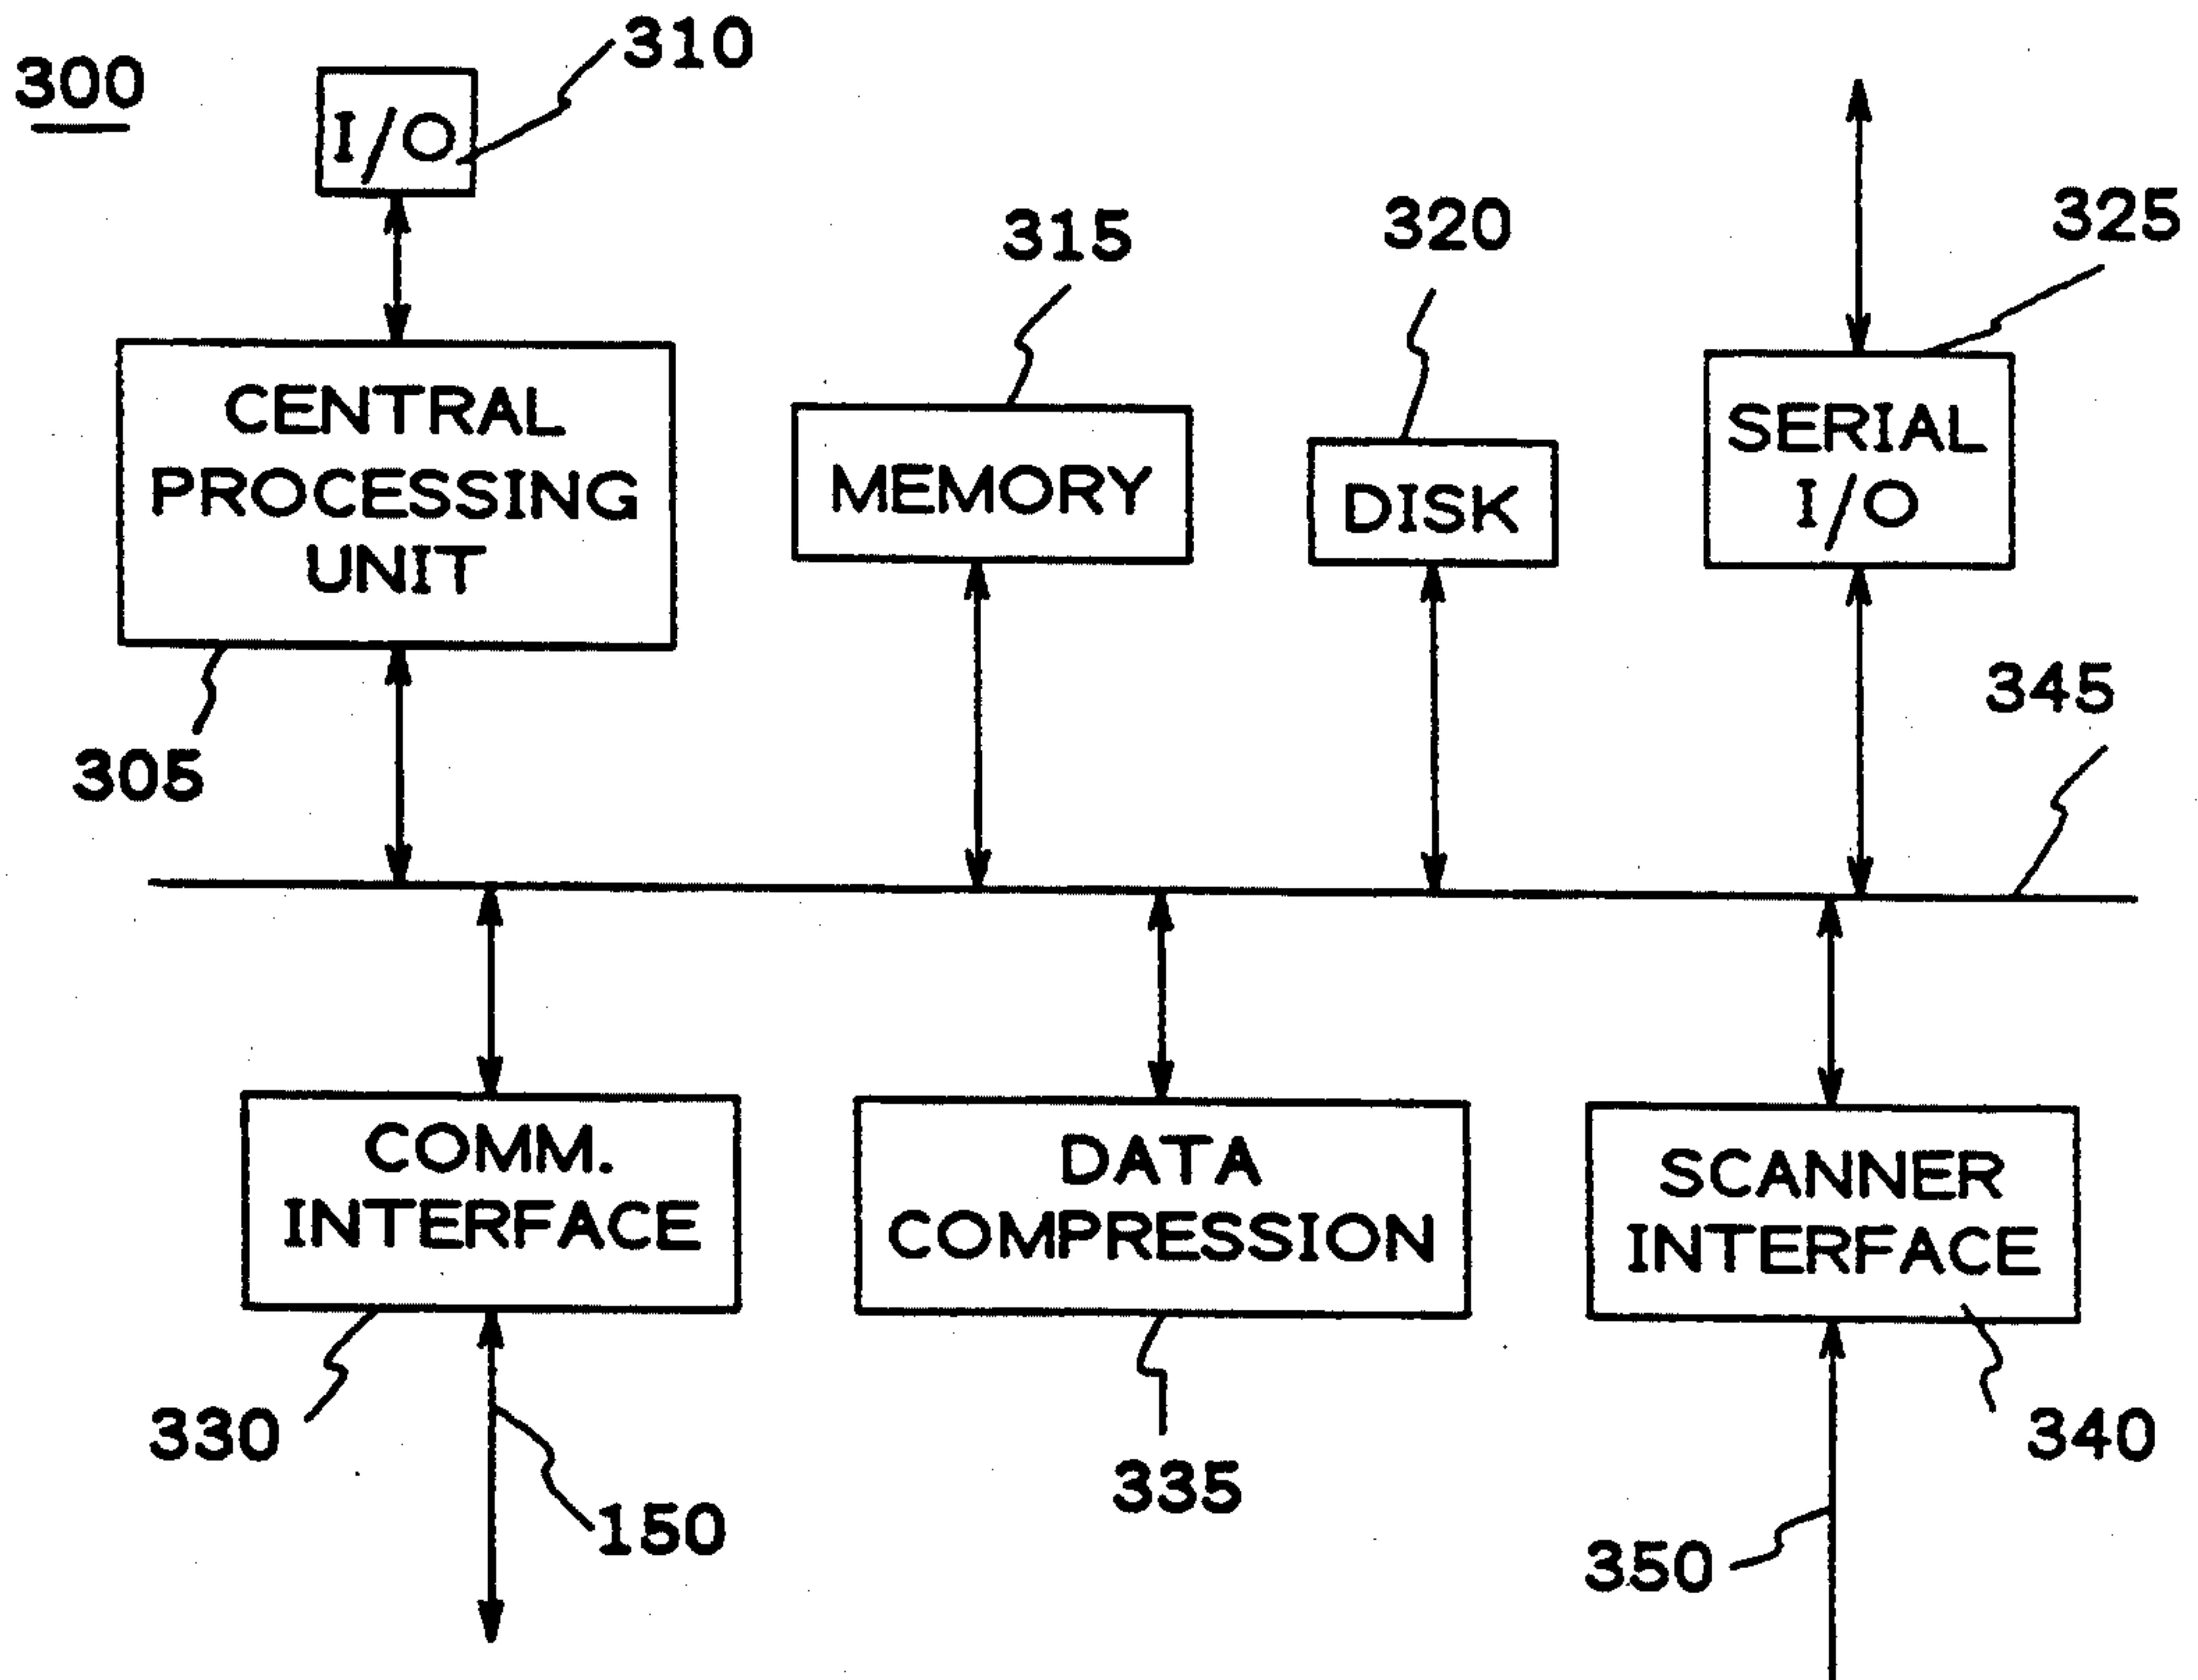 300
310
I/O
315
320
325
CENTRAL
PROCESSING
UNIT
MEMORY
DISK
SERIAL
I/O
305
345
COMM.
INTERFACE
DATA
COMPRESSION
SCANNER
INTERFACE
330
150
335
340
350